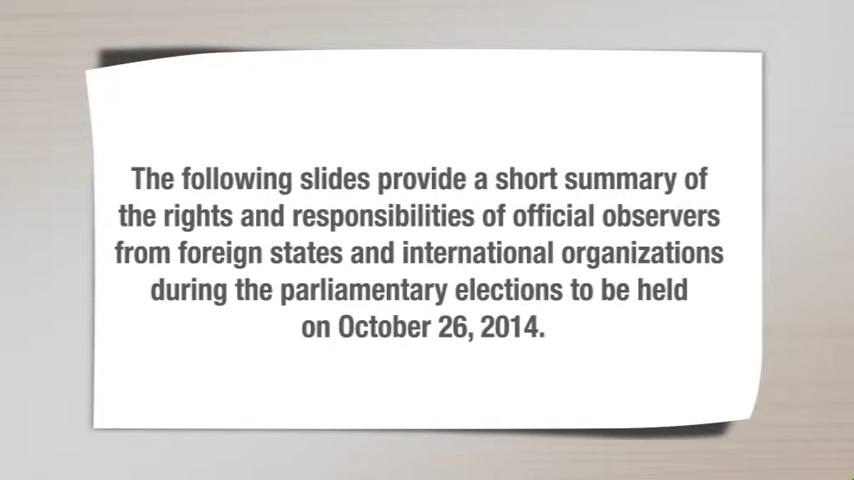 The following slides provide a short summary of
the rights and responsibilities of official observers
from foreign states and international organizations
during the parliamentary elections to be held
on October 26, 2014.